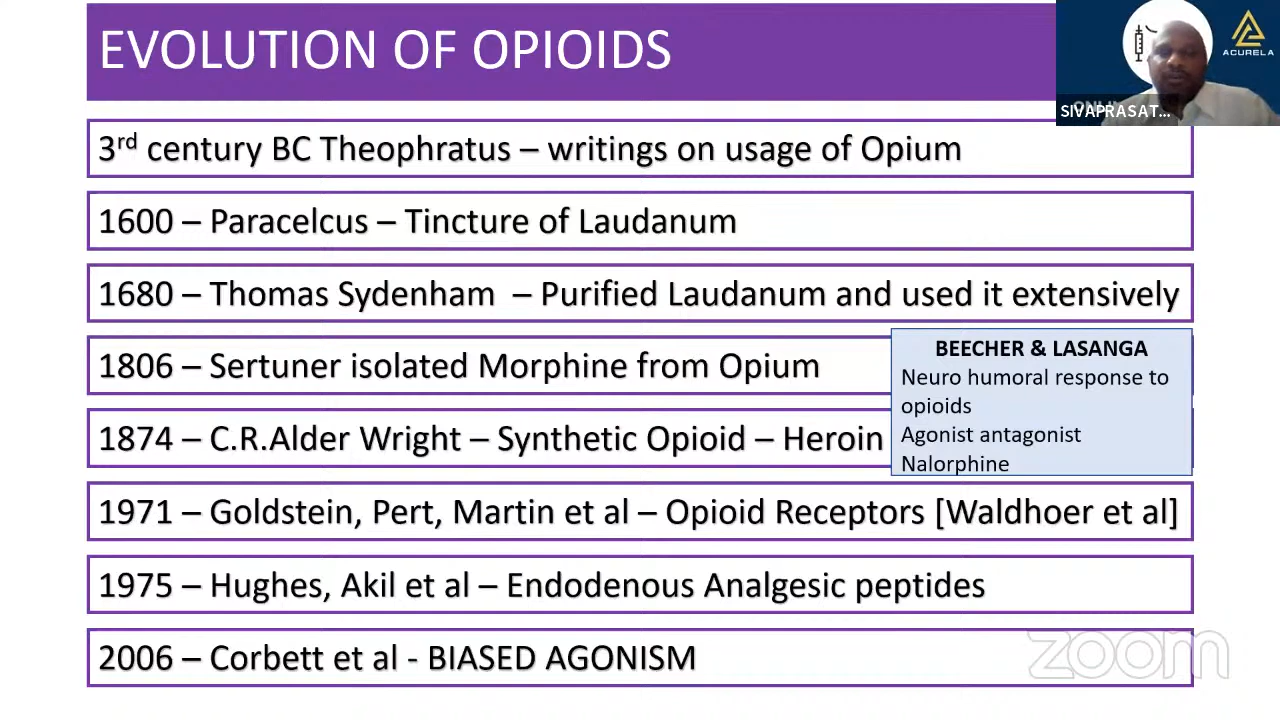 EVOLUTION OF OPIOIDS
ACURELA
SIVAPRASAT...
3rd century BC Theophratus – writings on usage of Opium
1600 – Paracelcus – Tincture of Laudanum
1680 – Thomas Sydenham – Purified Laudanum and used it extensively
1806 – Sertuner isolated Morphine from Opium
BEECHER & LASANGA
Neuro humoral response to
opioids
Agonist antagonist
Nalorphine
1874 – C.R.Alder Wright – Synthetic Opioid – Heroin
1971 – Goldstein, Pert, Martin et al – Opioid Receptors [Waldhoer et al]
1975 – Hughes, Akil et al – Endodenous Analgesic peptides
2006 – Corbett et al - BIASED AGONISM
zoom